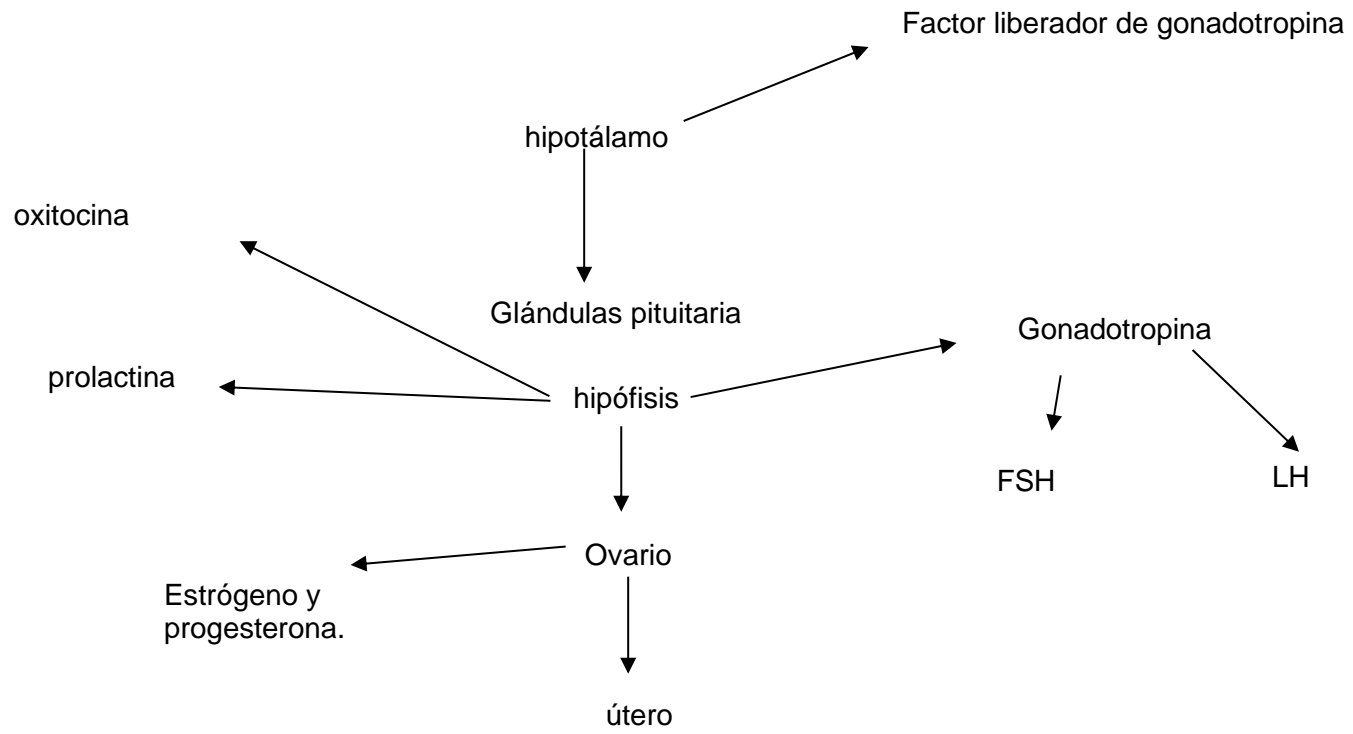 Factor liberador de gonadotropina
hipotálamo
oxitocina
Glándulas pituitaria
Gonadotropina
prolactina
hipófisis
FSH
LH
Ovario
Estrógeno y
progesterona.
útero